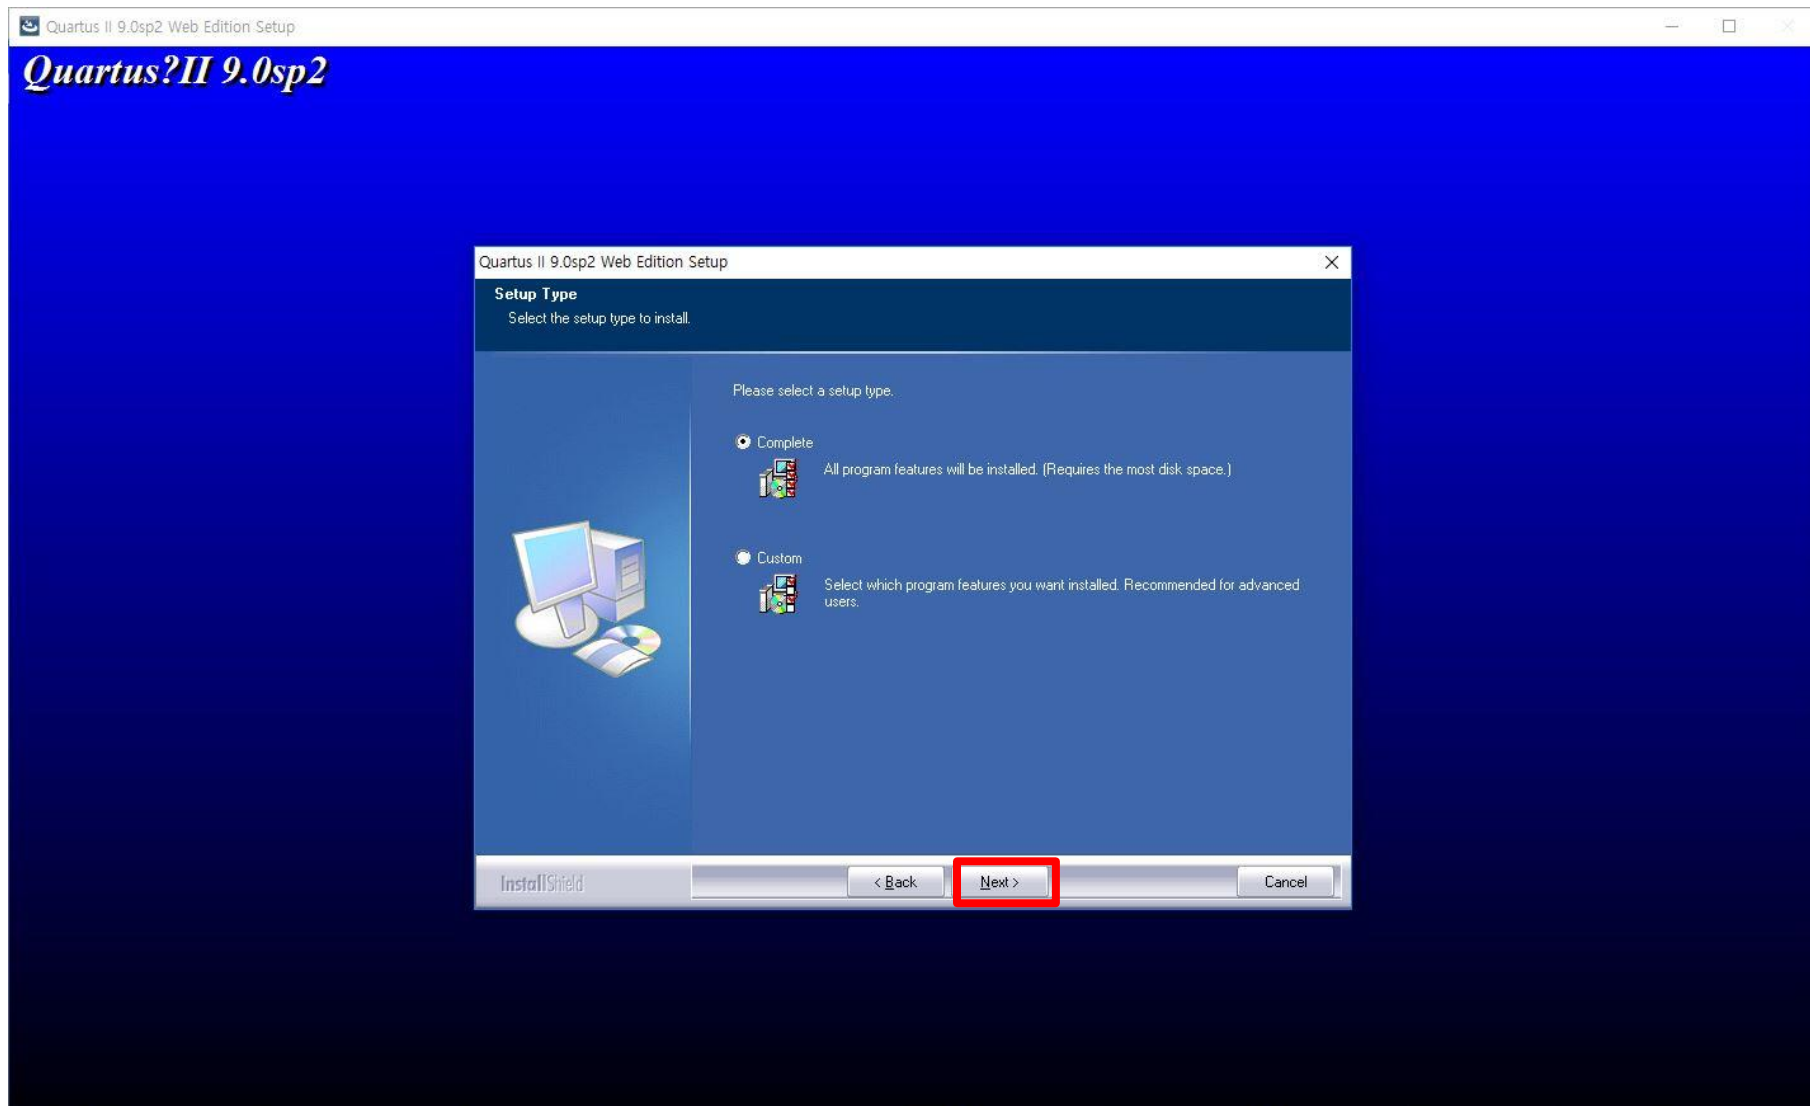 Quartus II 9.0sp2 Web Edition Setup
Quartus?II 9.0sp2
Quartus II 9.0sp2 Web Edition Setup
Setup Type
Select the setup type to install.
Please select a setup type.
Complete
All program features will be installed. (Requires the most disk space.)
Custom
Select which program features you want installed. Recommended for advanced
users.
InstallShield
< Back
Next >
Cancel